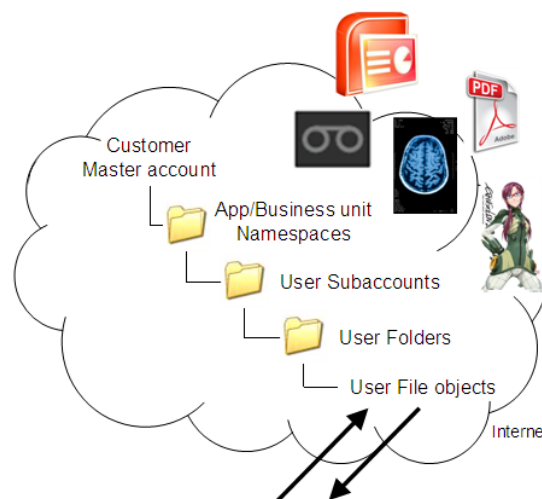 PDF
Adobe
Customer
Master account
App/Business unit
Namespaces
User Subaccounts
User Folders
User File objects
Interne